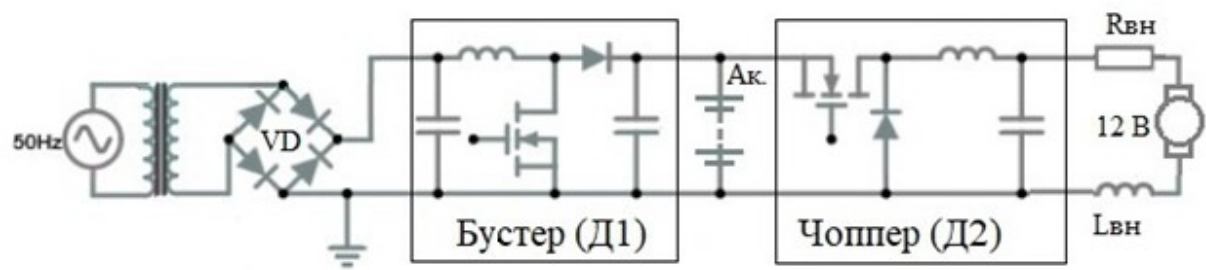 50Hz
VD
Бустер (Д1)
Ак.
Чоппер (Д2)
Rвн
12 В
Lвн